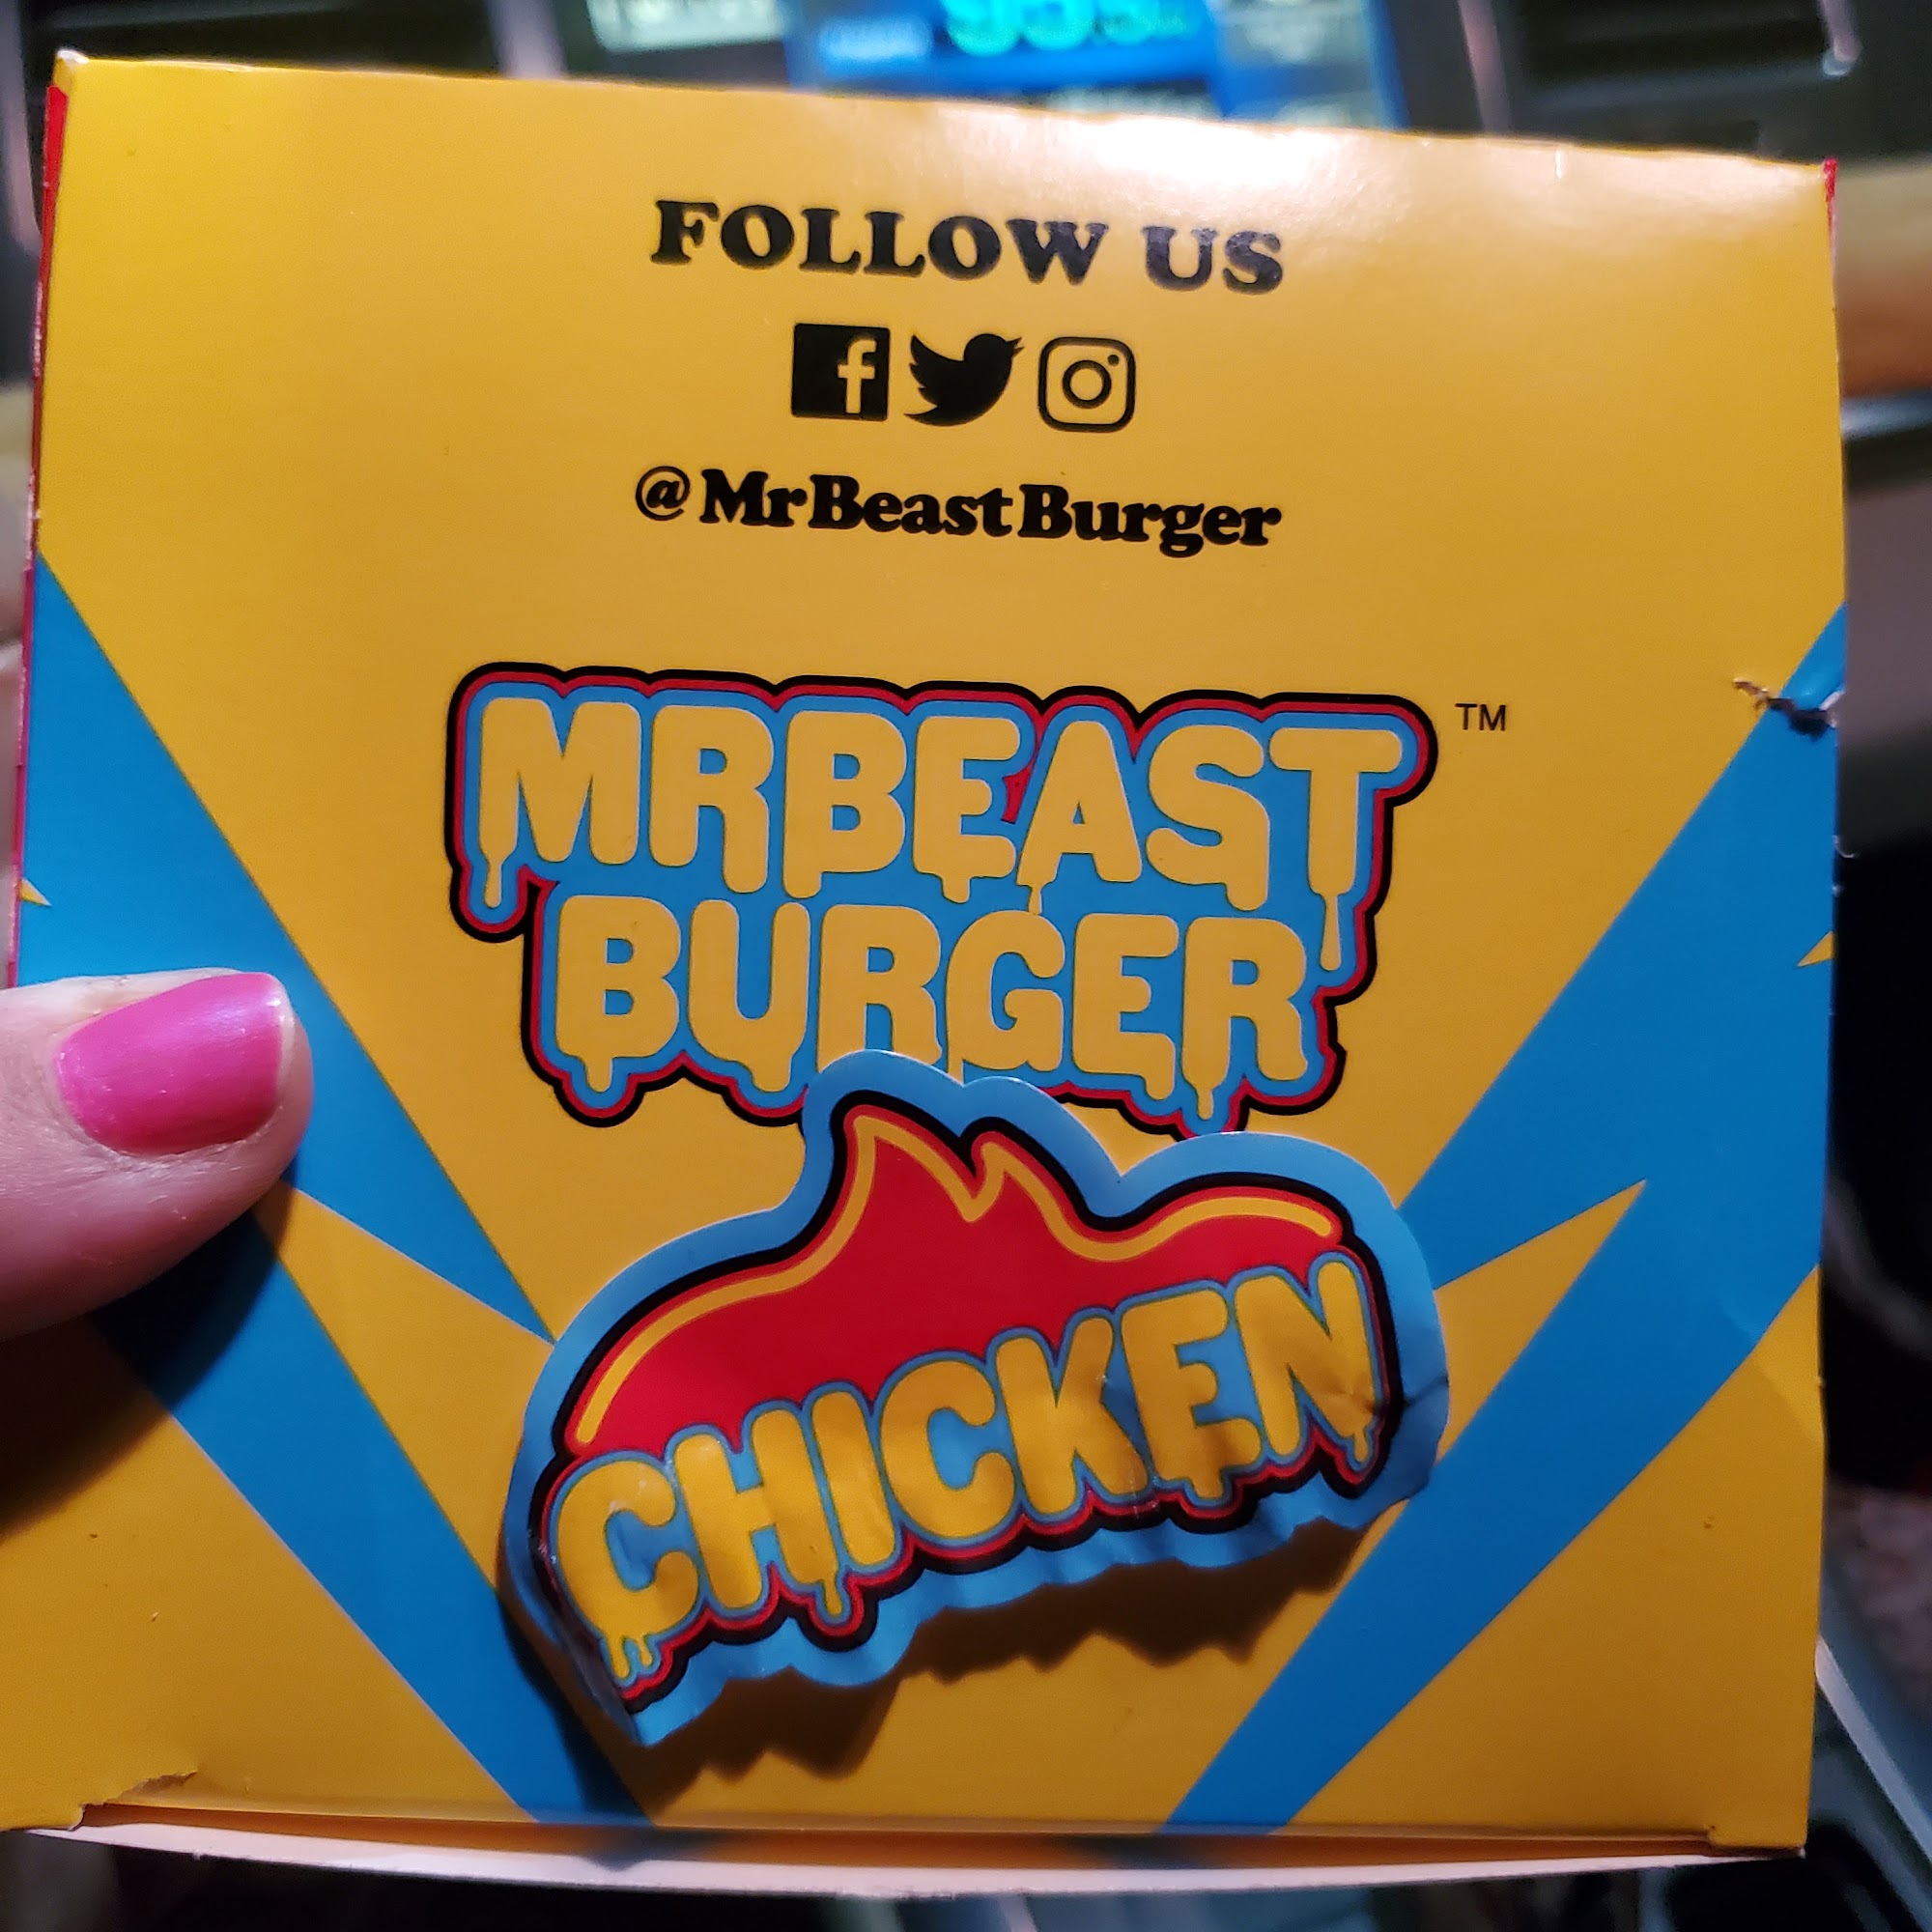 FOLLOW US
@MrBeastBurger
MRBEAST TM
BURGER
CHICKEN